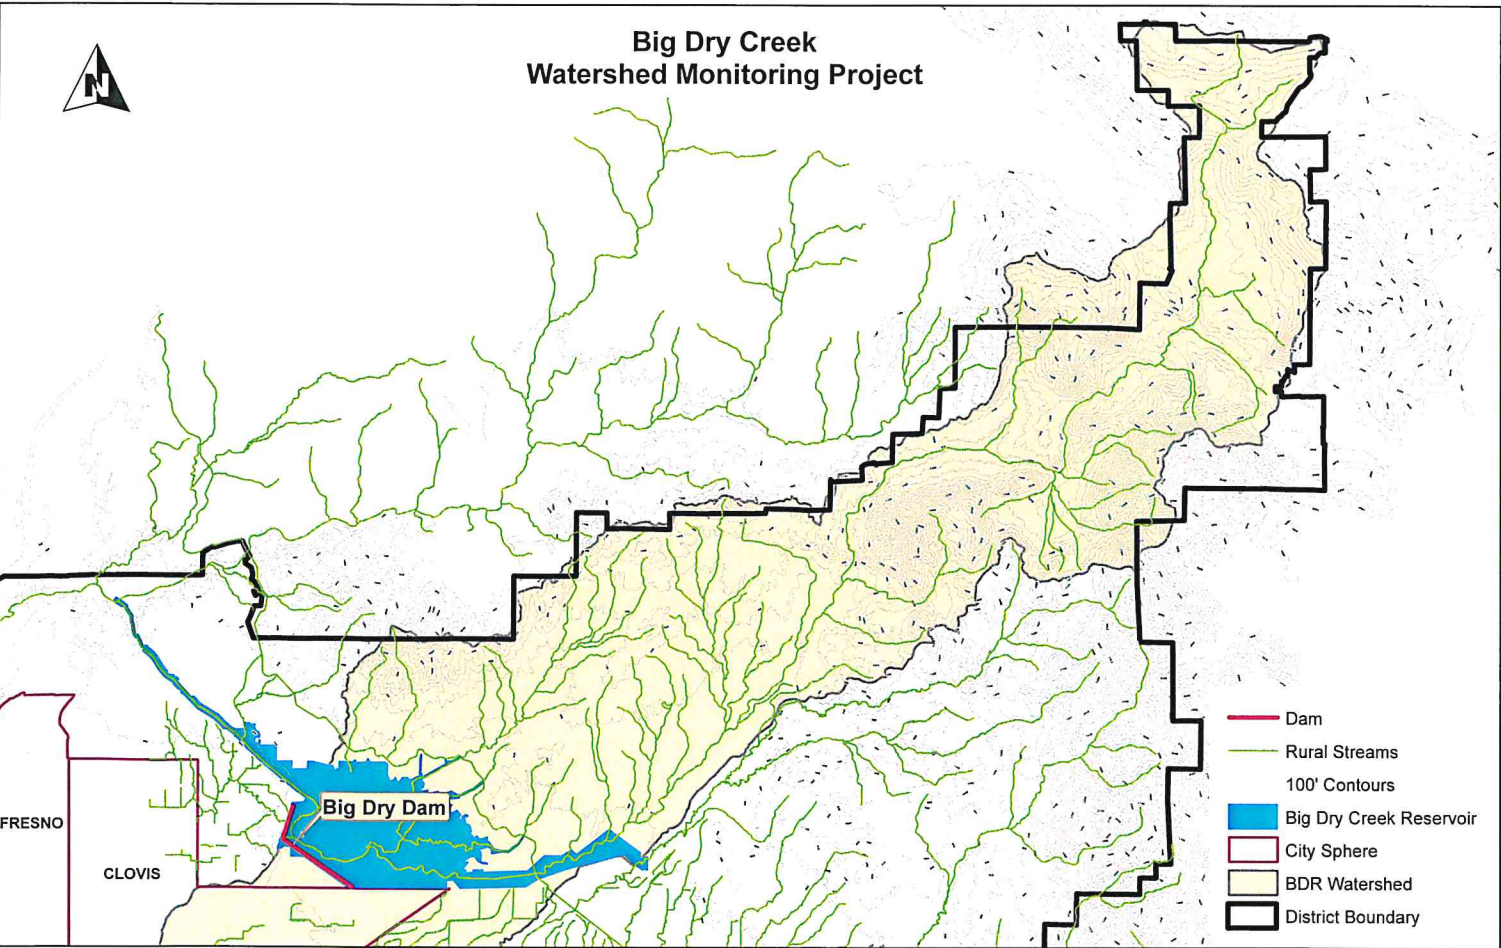 Big Dry Creek
Watershed Monitoring Project
N
Big Dry Dam
FRESNO
CLOVIS
Dam
Rural Streams
100' Contours
Big Dry Creek Reservoir
City Sphere
BDR Watershed
District Boundary